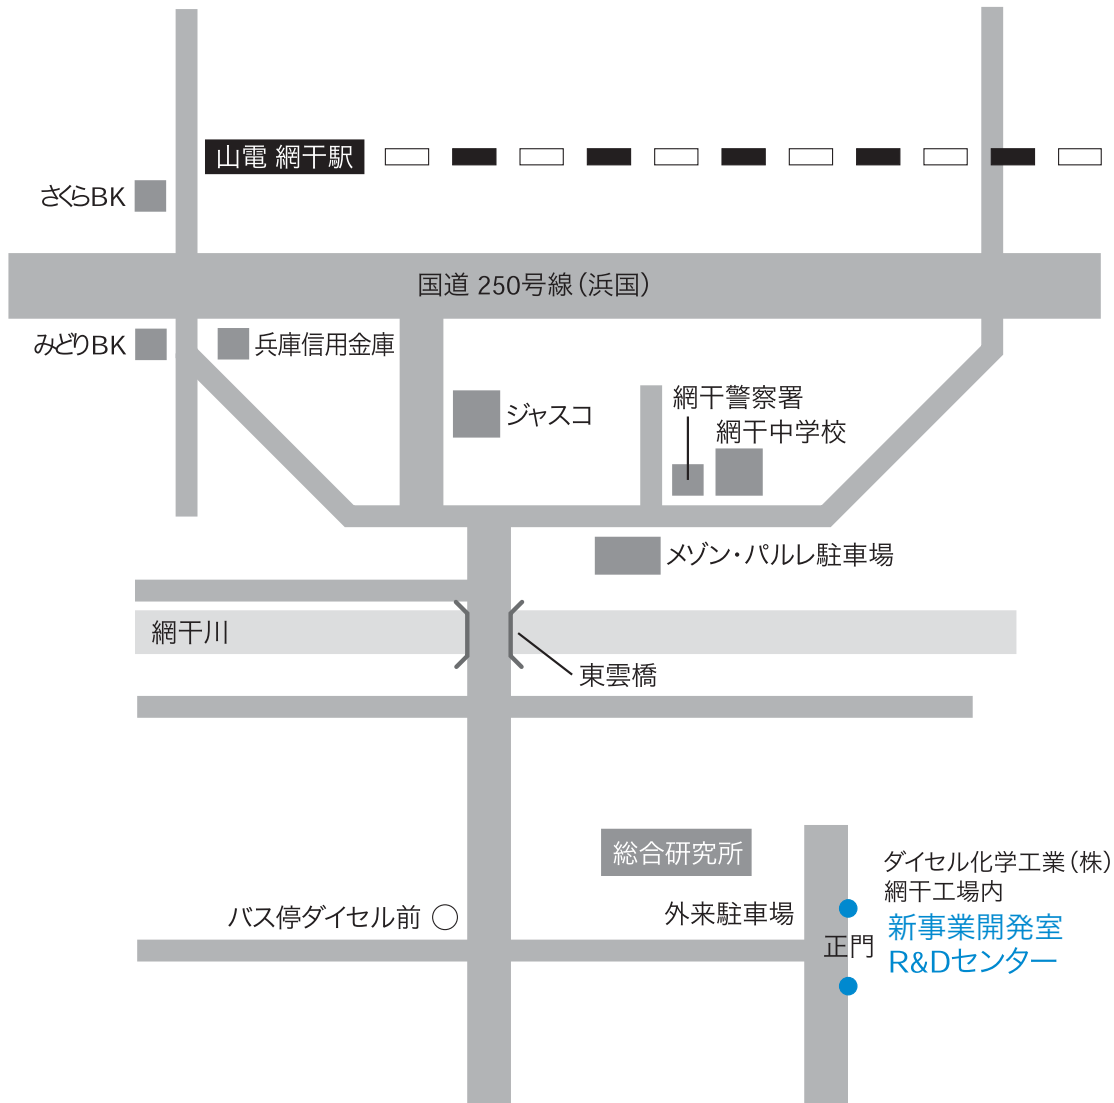 山電 網干駅
さくらBK
国道 250号線（浜国）
みどりBK
兵庫信用金庫
網干警察署
ジャスコ
網干中学校
メゾン・パルレ駐車場
網干川
東雲橋
総合研究所
ダイセル化学工業（株）
網干工場内
バス停ダイセル前
外来駐車場
新事業開発室
正門
R&Dセンター